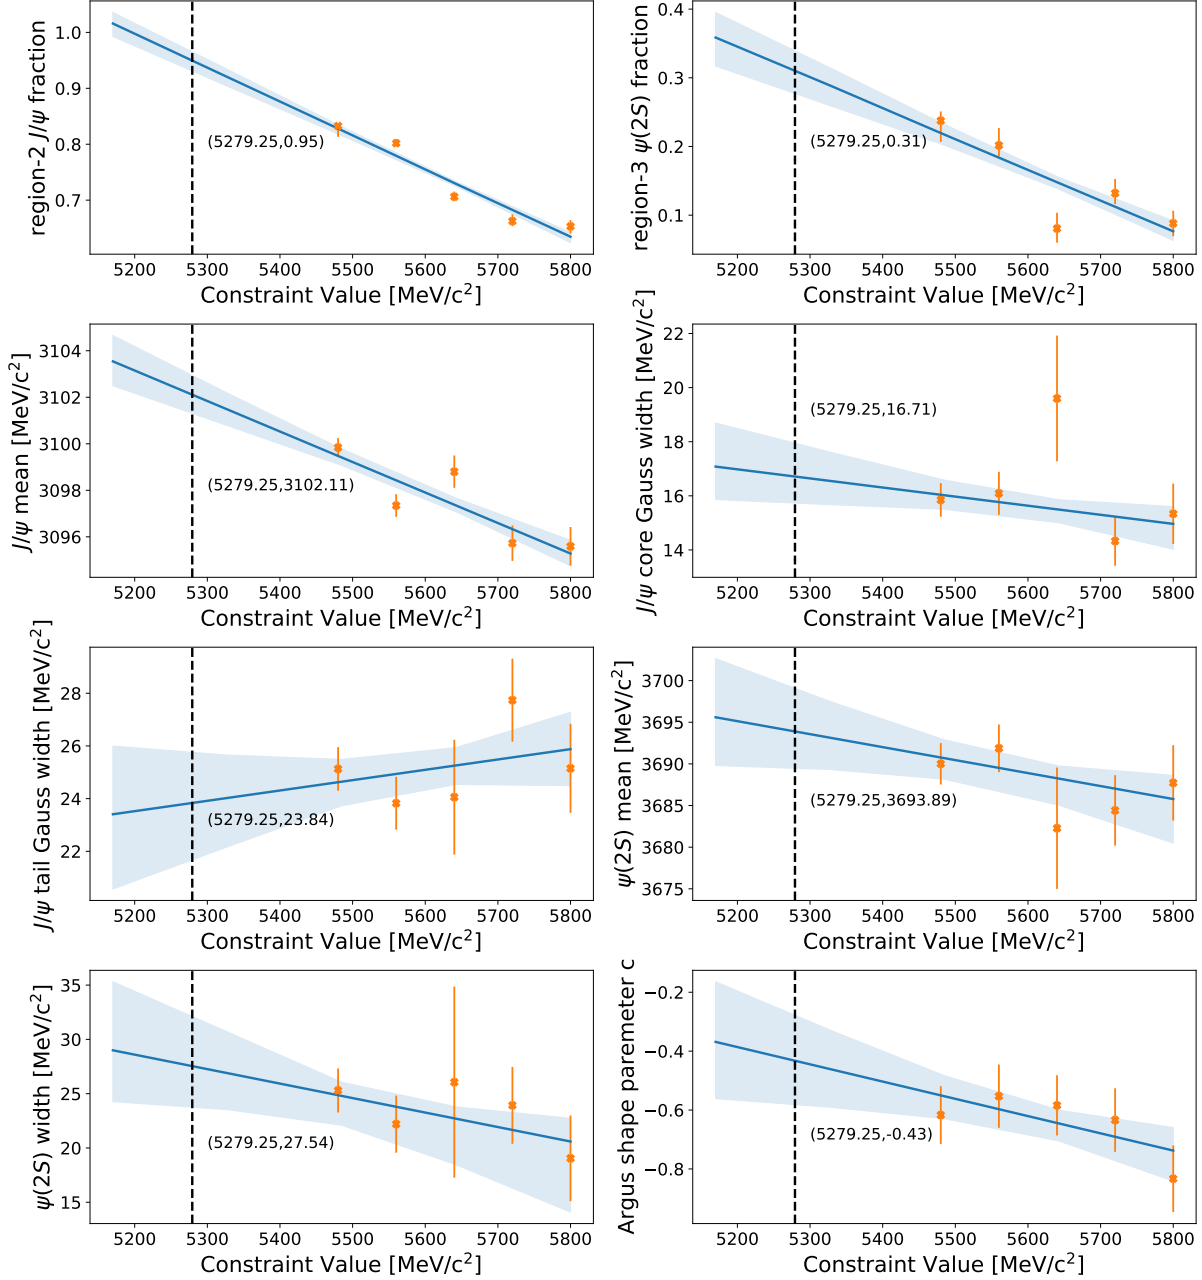 region-2 J/ψ fraction
1.0
0.9
0.8
0.7
(5279.25,0.95)
5200 5300 5400 5500 5600 5700 5800
Constraint Value [MeV/c²]
region-3 ψ(2S) fraction
0.4
0.3
0.2
0.1
(5279.25,0.31)
5200 5300 5400 5500 5600 5700 5800
Constraint Value [MeV/c²]
J/ψ mean [MeV/c²]
3104
3102
3100
3098
3096
(5279.25,3102.11)
5200 5300 5400 5500 5600 5700 5800
Constraint Value [MeV/c²]
J/ψ core Gauss width [MeV/c²]
22
20
18
16
14
(5279.25,16.71)
5200 5300 5400 5500 5600 5700 5800
Constraint Value [MeV/c²]
J/ψ tail Gauss width [MeV/c²]
28
26
24
22
(5279.25,23.84)
5200 5300 5400 5500 5600 5700 5800
Constraint Value [MeV/c²]
ψ(2S) mean [MeV/c²]
3700
3695
3690
3685
3680
3675
(5279.25,3693.89)
5200 5300 5400 5500 5600 5700 5800
Constraint Value [MeV/c²]
ψ(2S) width [MeV/c²]
35
30
25
20
15
(5279.25,27.54)
5200 5300 5400 5500 5600 5700 5800
Constraint Value [MeV/c²]
Argus shape paremeter c
−0.2
−0.4
−0.6
−0.8
(5279.25,-0.43)
5200 5300 5400 5500 5600 5700 5800
Constraint Value [MeV/c²]